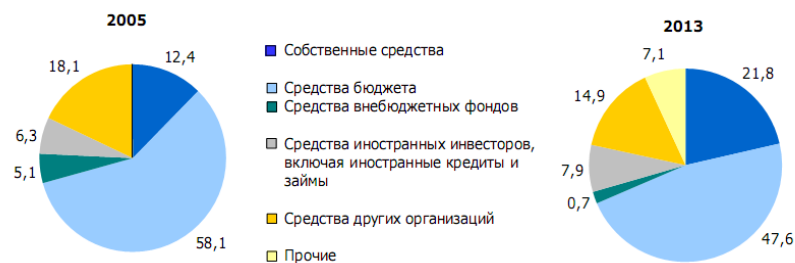 2005
12,4
18,1
6,3
5,1
58,1
Собственные средства
Средства бюджета
Средства внебюджетных фондов
Средства иностранных инвесторов,
включая иностранные кредиты и
займы
Средства других организаций
Прочие
2013
7,1
21,8
14,9
7,9
0,7
47,6